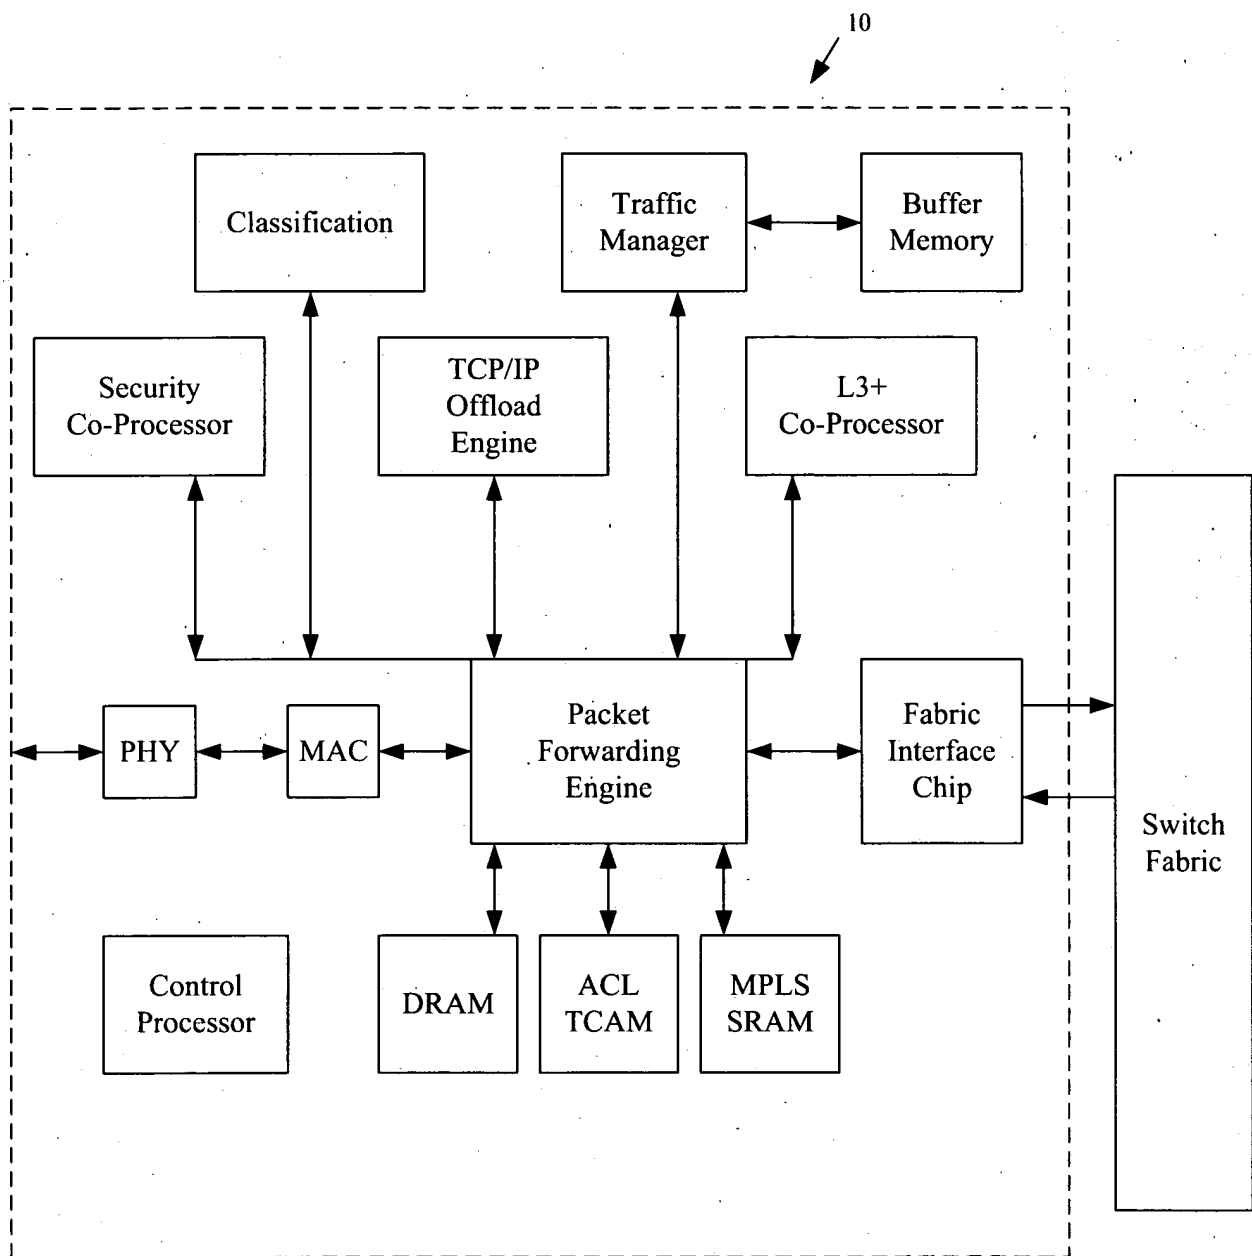 10
Classification
Traffic
Manager
Buffer
Memory
Security
Co-Processor
TCP/IP
Offload
Engine
L3+
Co-Processor
PHY
MAC
Packet
Forwarding
Engine
Fabric
Interface
Chip
Switch
Fabric
Control
Processor
DRAM
ACL
TCAM
MPLS
SRAM